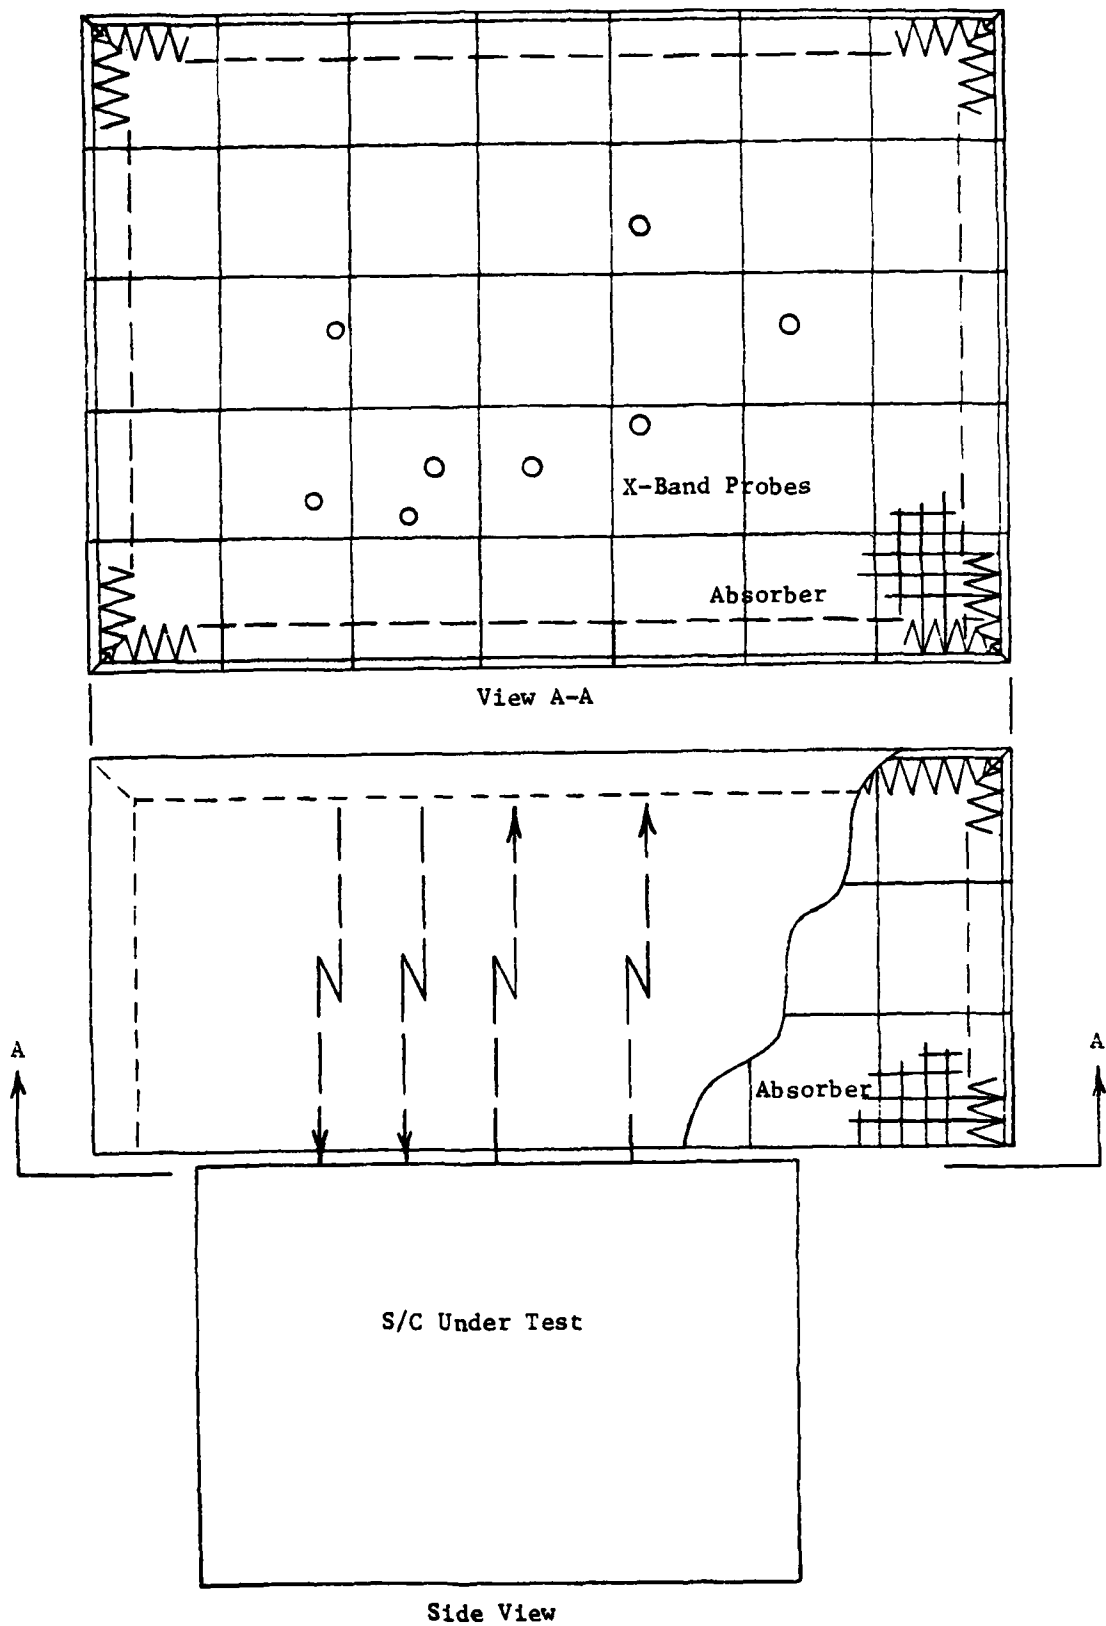 X-Band Probes
Absorber
View A-A
A
A
Absorber
S/C Under Test
Side View